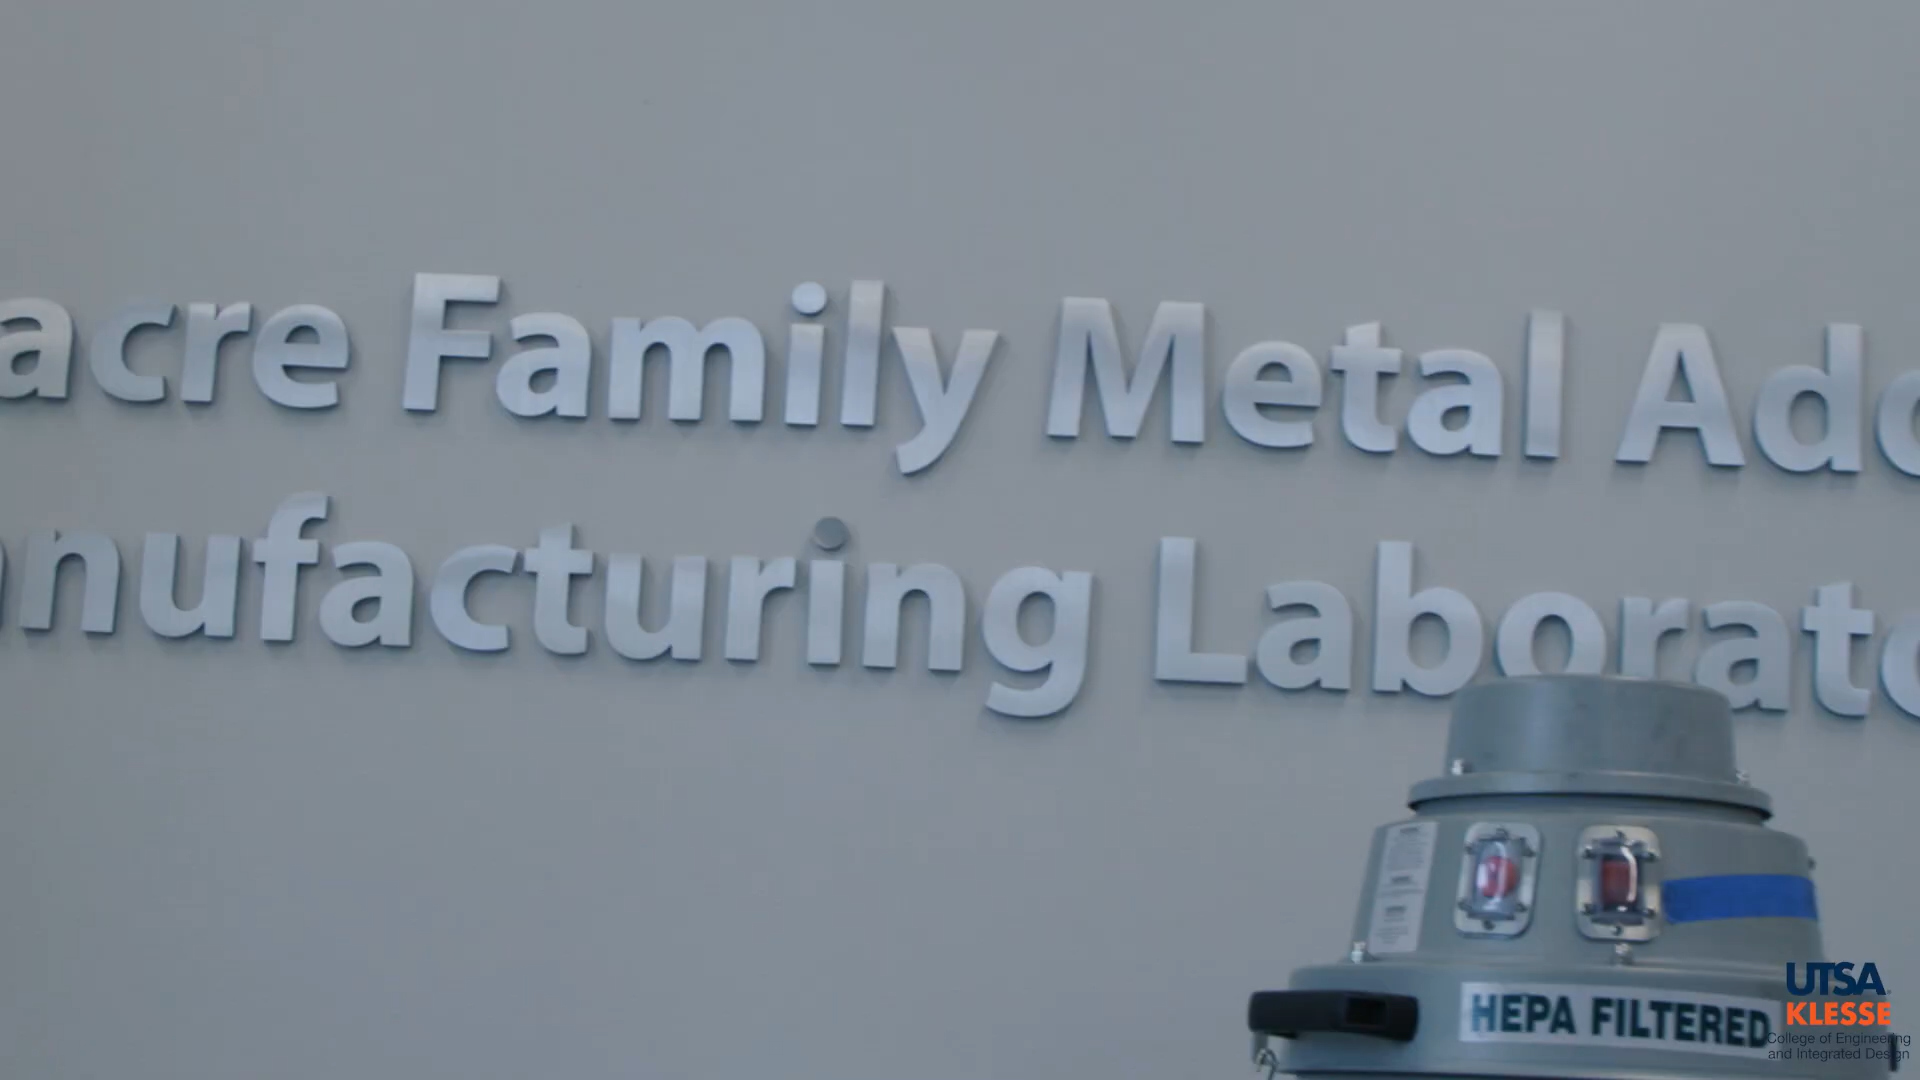 acre Family Metal Add
nufacturing Laborato
HEPA FILTERED
UTSA
KLESSE
College of Engineering
and Integrated Design